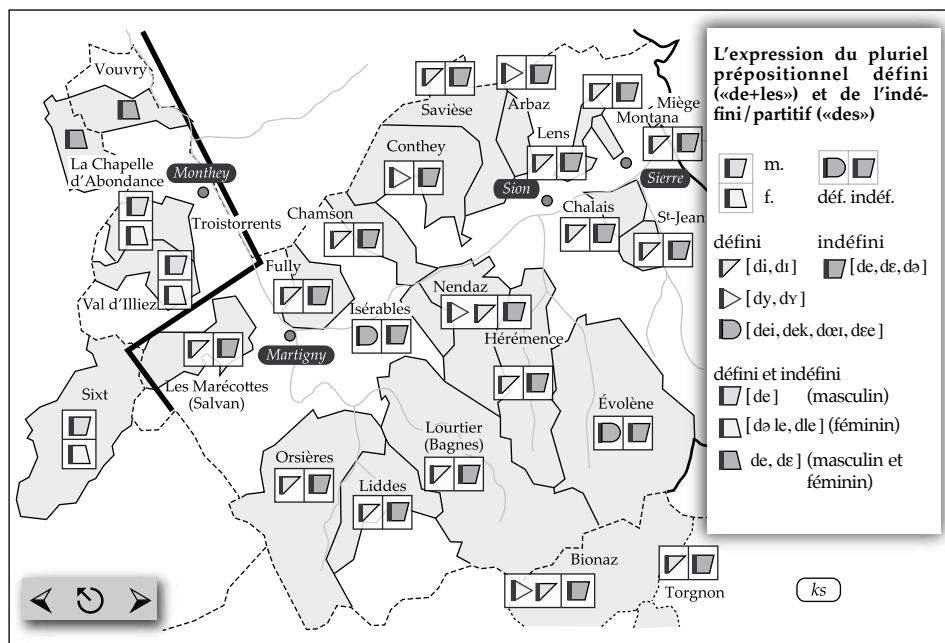 Vouvry
La Chapelle
d'Abondance
Monthey
Troistorrents
Val d'Illiez
Sixt
Les Marécottes
(Salvan)
Savièse
Arbaz
Conthey
Lens
Montana
Miège
Sion
Sierre
Chamson
Chalais
St-Jean
Fully
Martigny
Isérables
Nendaz
Hérémence
Évolène
Lourtier
(Bagnes)
Orsières
Liddes
Bionaz
Torgnon
ks
L'expression du pluriel
prépositionnel défini
(«de+les») et de l'indé-
fini/partitif («des»)
m.
f.
déf. indéf.
défini indéfini
[di, dɪ] [de, dɛ, də]
[dy, dʏ]
[dei, dek, dœɪ, dɛe]
défini et indéfini
[de] (masculin)
[də le, dle] (féminin)
de, dɛ] (masculin et
féminin)